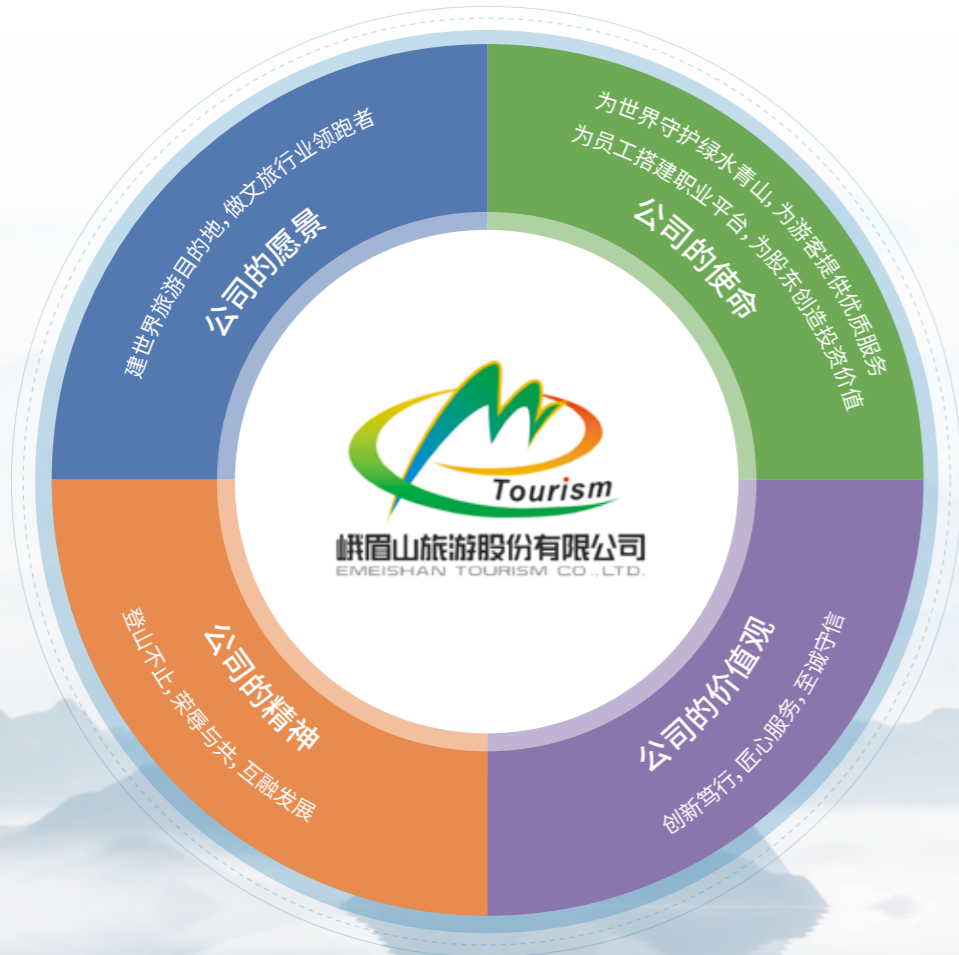 建世界旅游目的地，做文旅行业领跑者
公司的愿景
为世界守护绿水青山，为游客提供优质服务
为员工搭建职业平台，为股东创造投资价值
公司的使命
Tourism
峨眉山旅游股份有限公司
EMEISHAN TOURISM CO.,LTD.
公司的精神
登山不止，荣辱与共，互融发展
公司的价值观
创新笃行，匠心服务，至诚守信